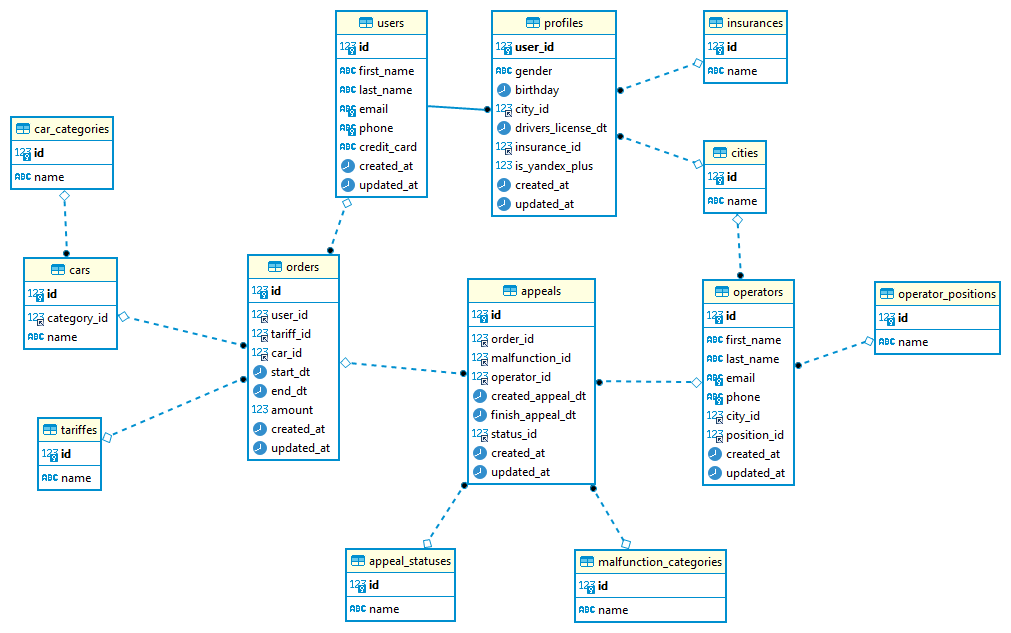 users
123 id
ABC first_name
ABC last_name
ABC email
ABC phone
ABC credit_card
created_at
updated_at
profiles
123 user_id
ABC gender
birthday
123 city_id
drivers_license_dt
123 insurance_id
123 is_yandex_plus
created_at
updated_at
insurances
123 id
ABC name
car_categories
123 id
ABC name
cities
123 id
ABC name
cars
123 id
123 category_id
ABC name
orders
123 id
123 user_id
123 tariff_id
123 car_id
start_dt
end_dt
123 amount
created_at
updated_at
appeals
123 id
123 order_id
123 malfunction_id
123 operator_id
created_appeal_dt
finish_appeal_dt
123 status_id
created_at
updated_at
operators
123 id
ABC first_name
ABC last_name
ABC email
ABC phone
123 city_id
123 position_id
created_at
updated_at
operator_positions
123 id
ABC name
tariffes
123 id
ABC name
appeal_statuses
123 id
ABC name
malfunction_categories
123 id
ABC name